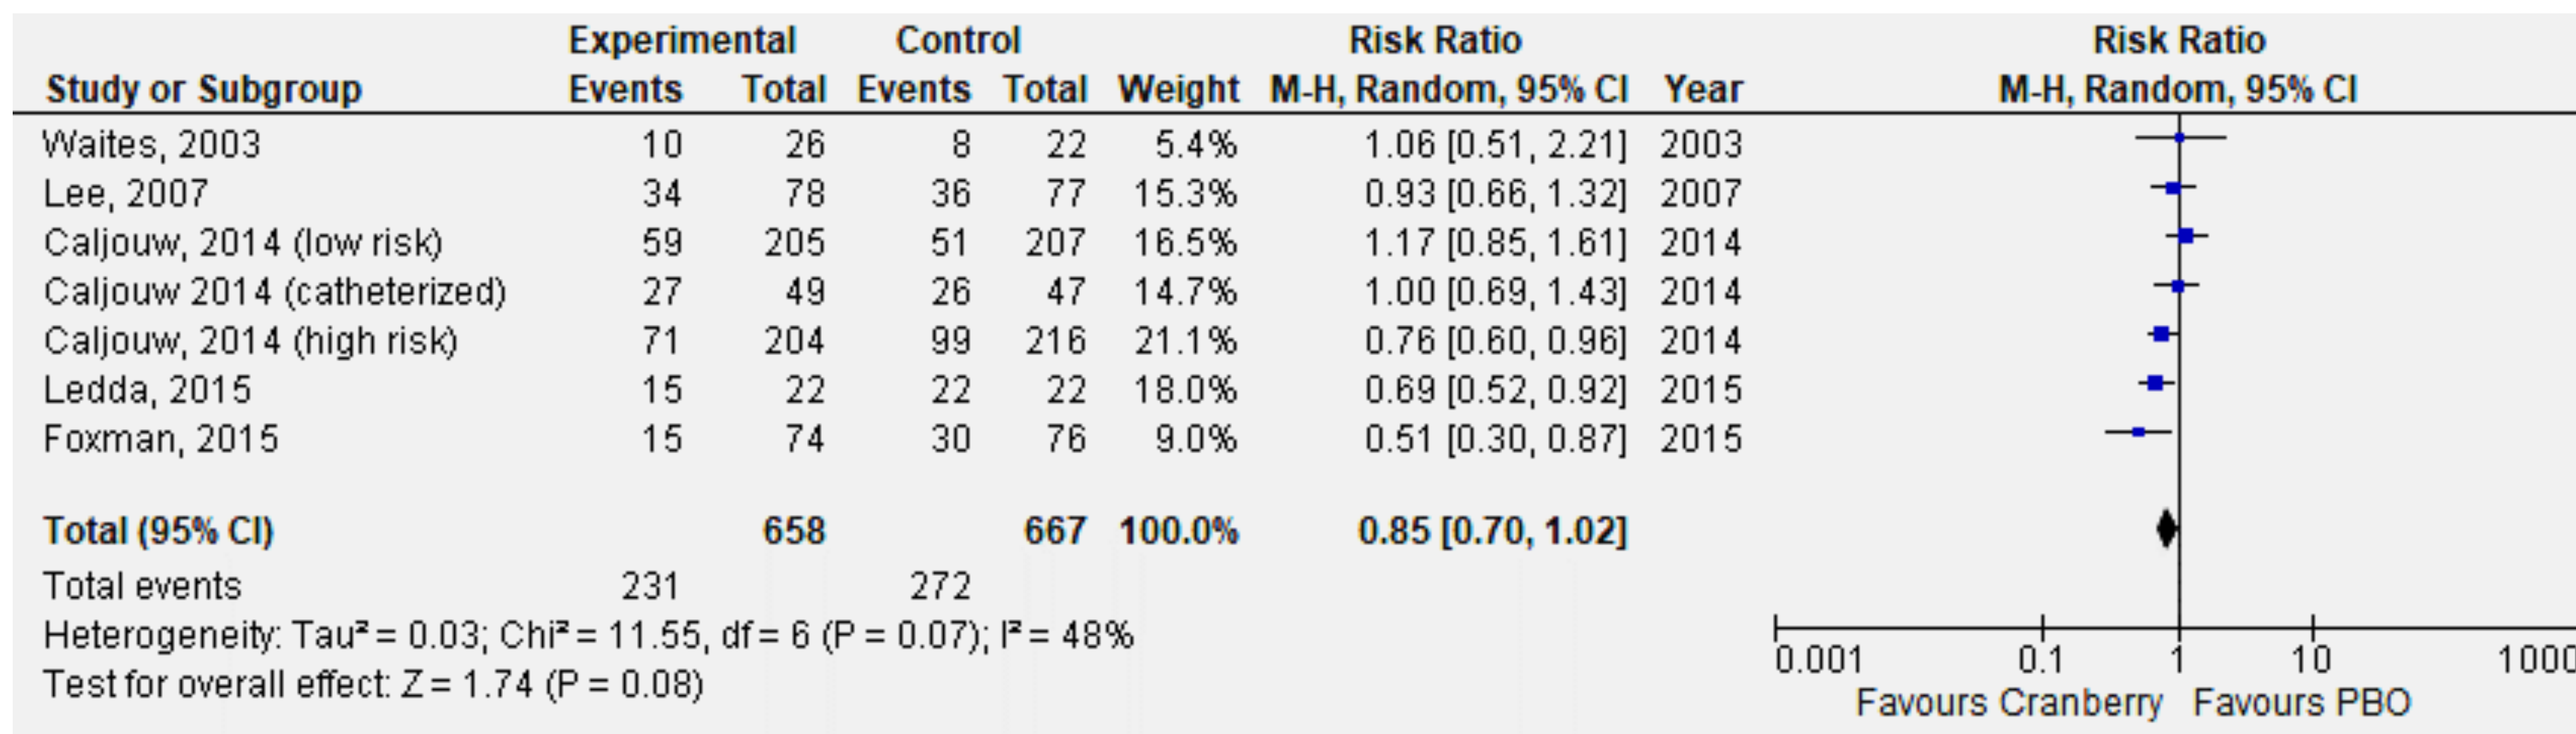 Experimental Control Risk Ratio Risk Ratio
Study or Subgroup Events Total Events Total Weight M-H, Random, 95% CI Year M-H, Random, 95% CI
Waites, 2003 10 26 8 22 5.4% 1.06 [0.51, 2.21] 2003
Lee, 2007 34 78 36 77 15.3% 0.93 [0.66, 1.32] 2007
Caljouw, 2014 (low risk) 59 205 51 207 16.5% 1.17 [0.85, 1.61] 2014
Caljouw 2014 (catheterized) 27 49 26 47 14.7% 1.00 [0.69, 1.43] 2014
Caljouw, 2014 (high risk) 71 204 99 216 21.1% 0.76 [0.60, 0.96] 2014
Ledda, 2015 15 22 22 22 18.0% 0.69 [0.52, 0.92] 2015
Foxman, 2015 15 74 30 76 9.0% 0.51 [0.30, 0.87] 2015
Total (95% CI) 658 667 100.0% 0.85 [0.70, 1.02]
Total events 231 272
Heterogeneity: Tau² = 0.03; Chi² = 11.55, df = 6 (P = 0.07); I² = 48%
Test for overall effect: Z = 1.74 (P = 0.08)
0.001 0.1 1 10 1000
Favours Cranberry Favours PBO